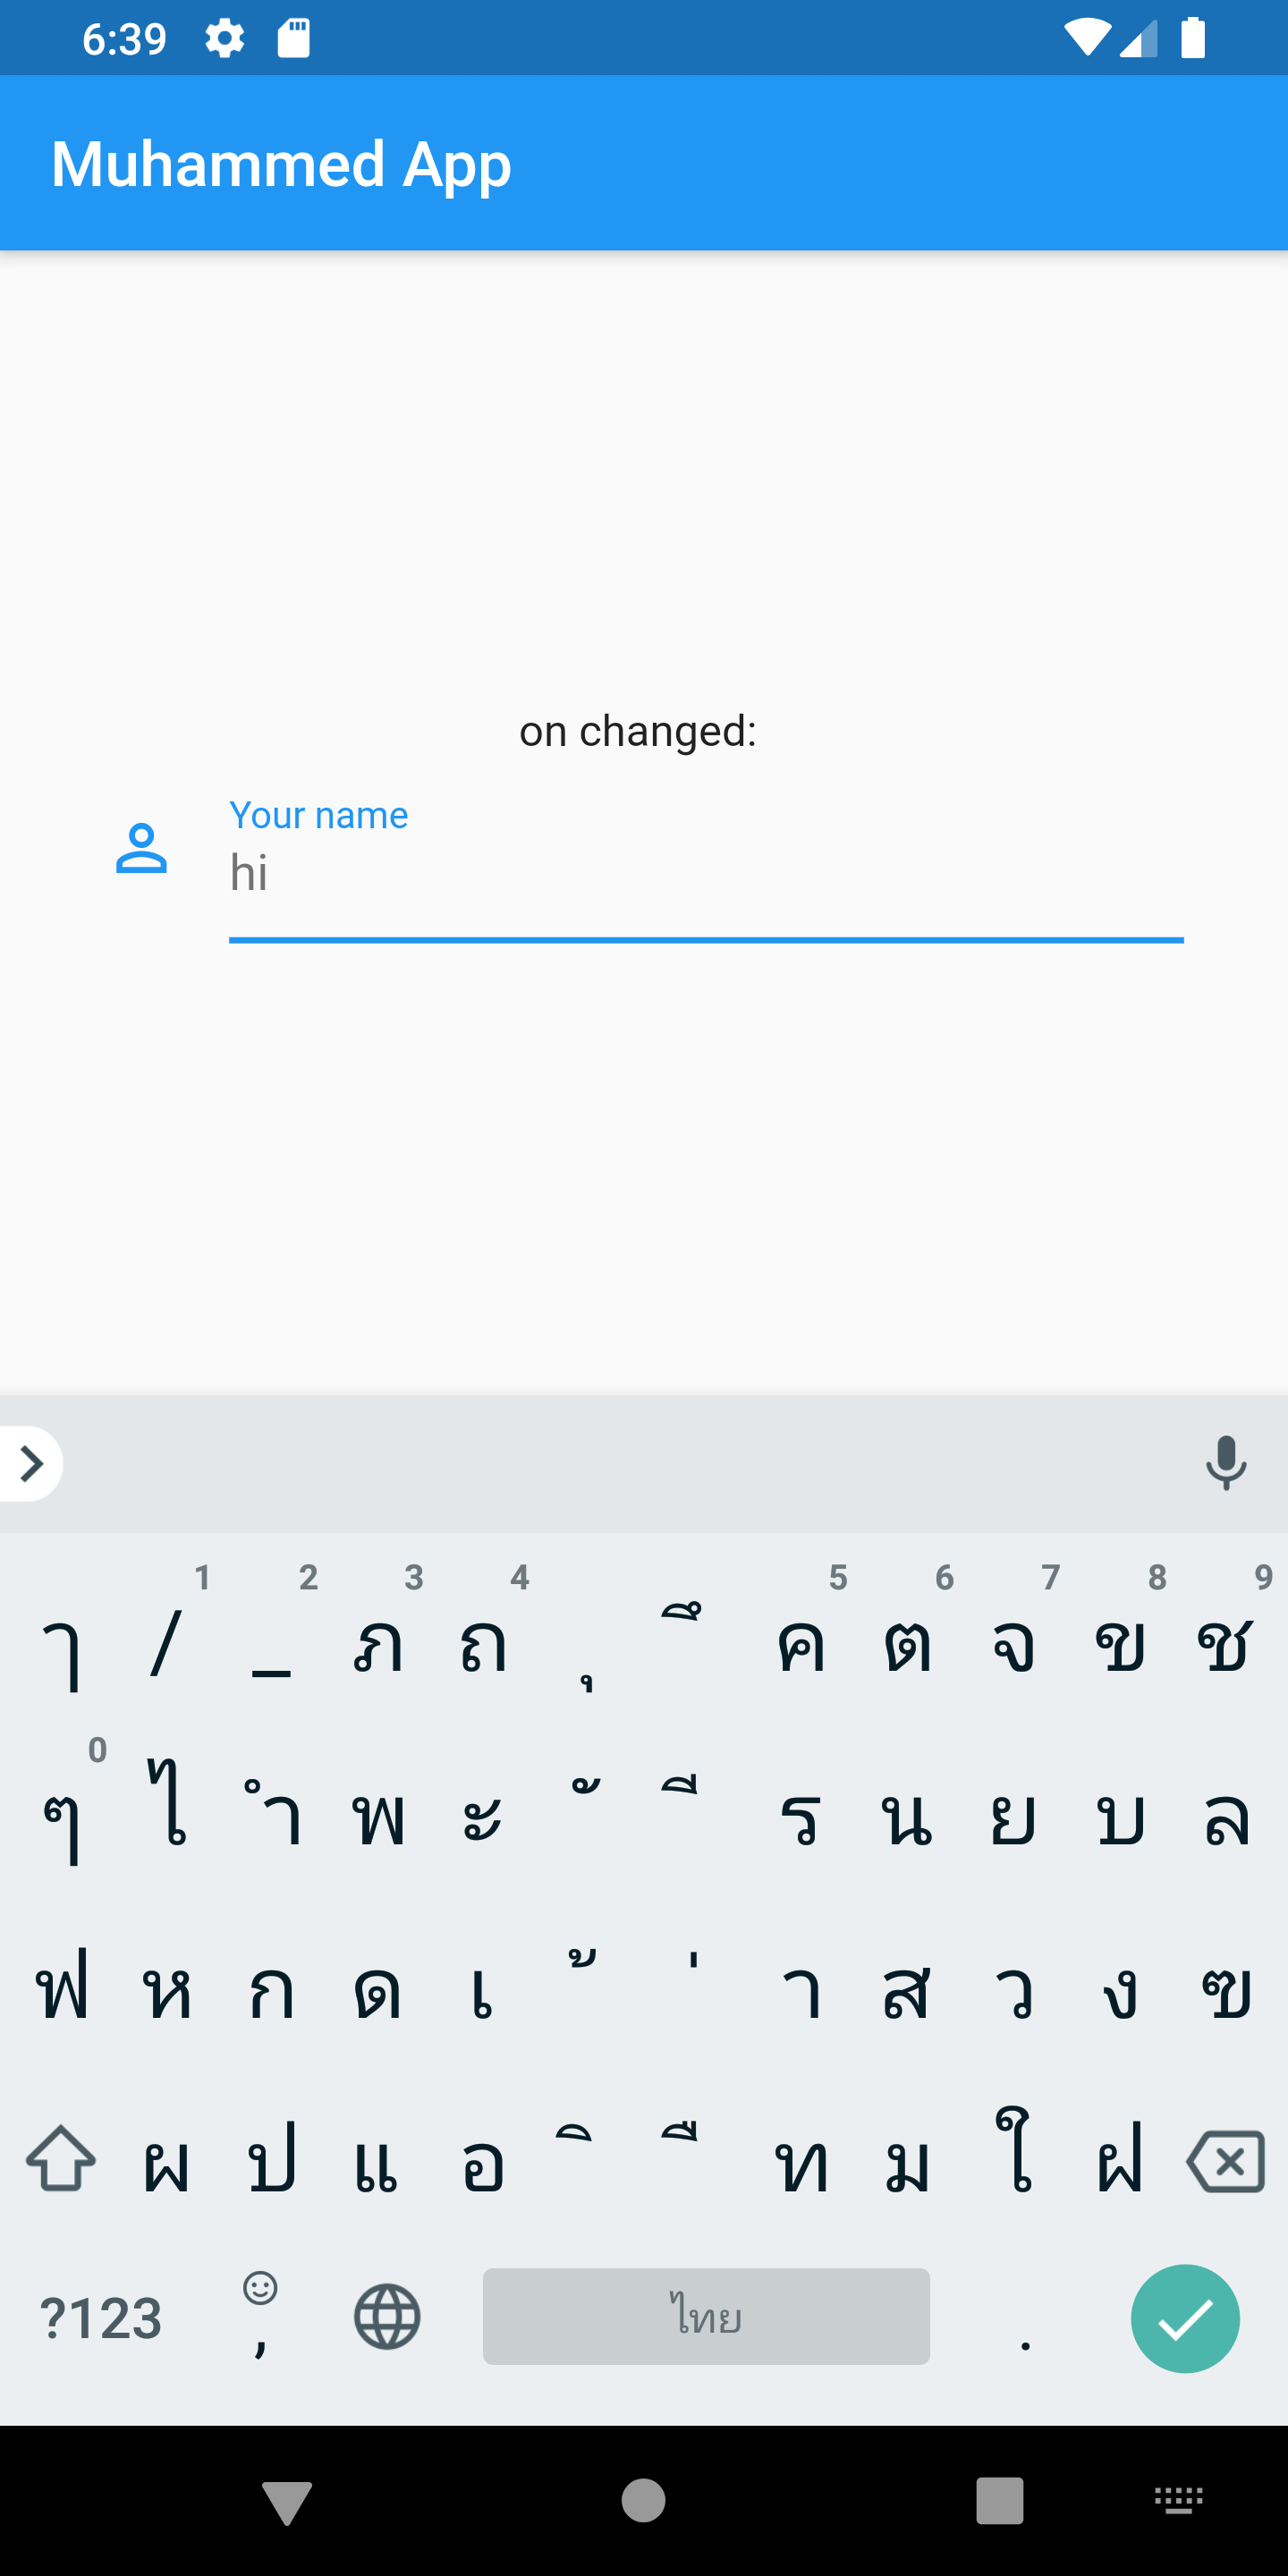 6:39
Muhammed App
on changed:
Your name
hi
1 2 3 4 5 6 7 8 9
ๅ / _ ภ ถ ุ ึ ค ต จ ข ช
0
ๆ ไ ำ พ ะ ั ี ร น ย บ ล
ฟ ห ก ด เ ้ ่ า ส ว ง ฃ
ผ ป แ อ ิ ื ท ม ใ ฝ
?123 , ไทย .